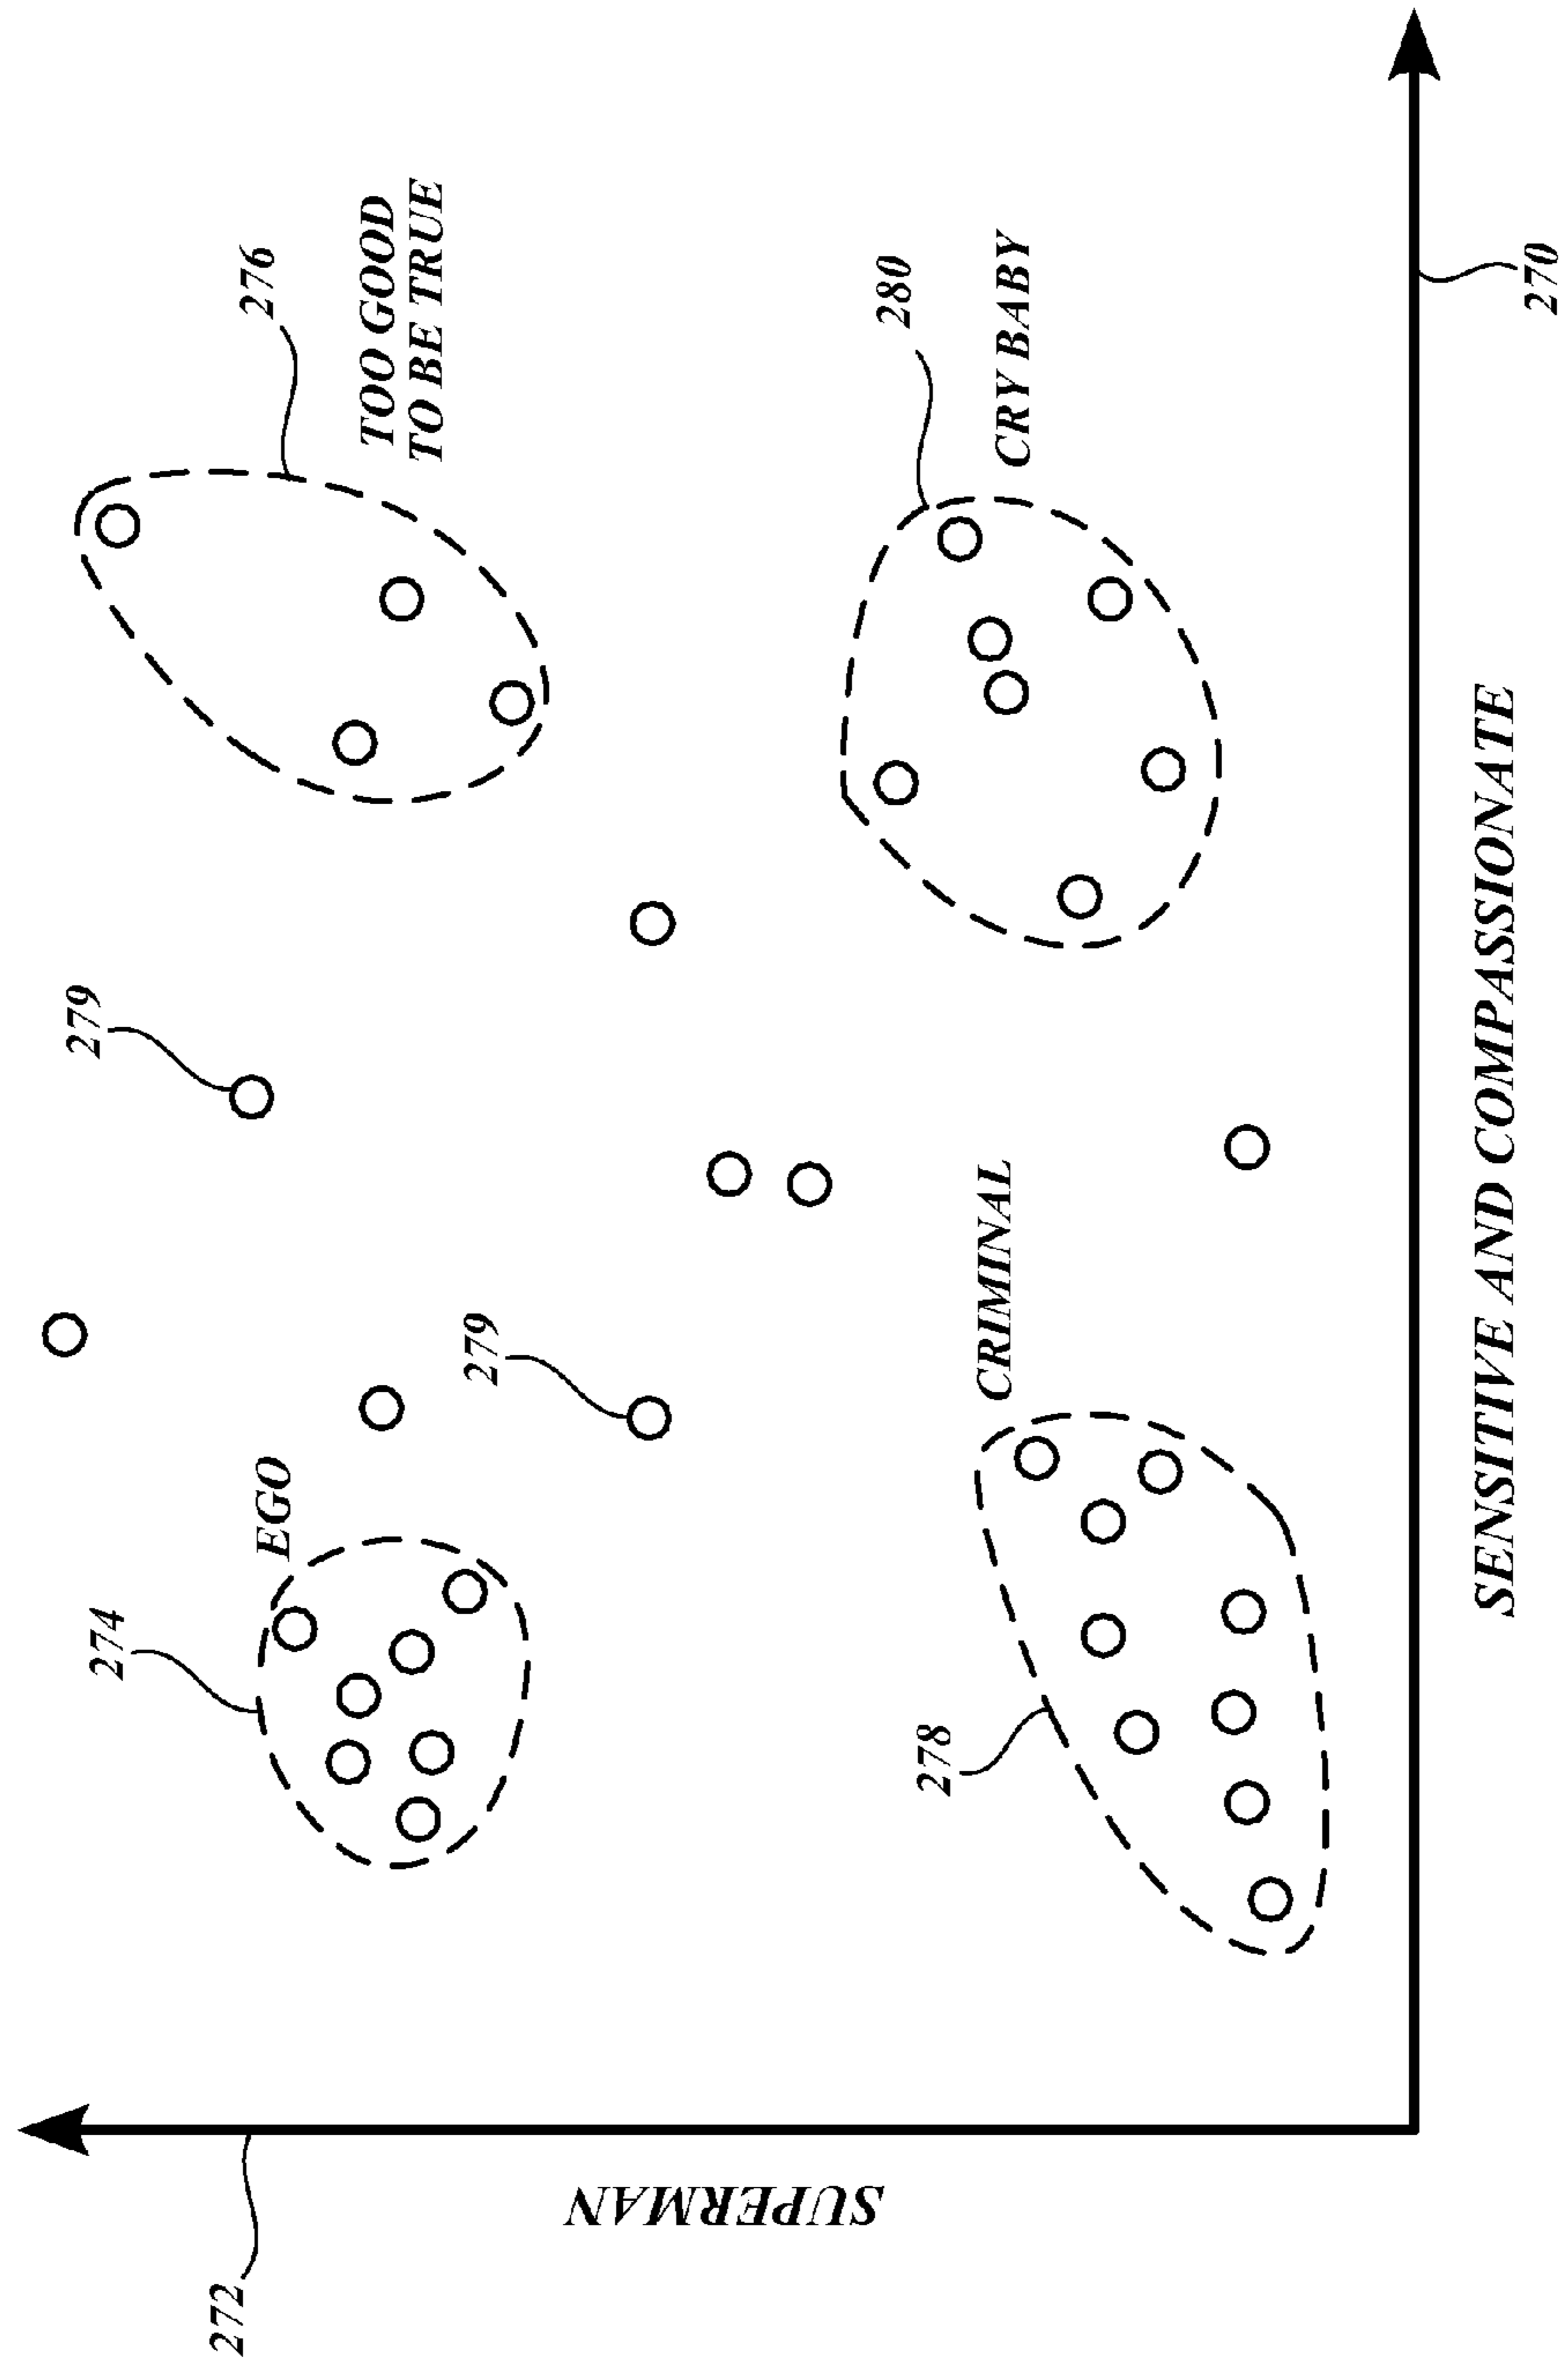 276
TOO GOOD
TO BE TRUE
279
274
EGO
279
280
CRY BABY
CRIMINAL
278
272
SUPERMAN
SENSITIVE AND COMPASSIONATE
270